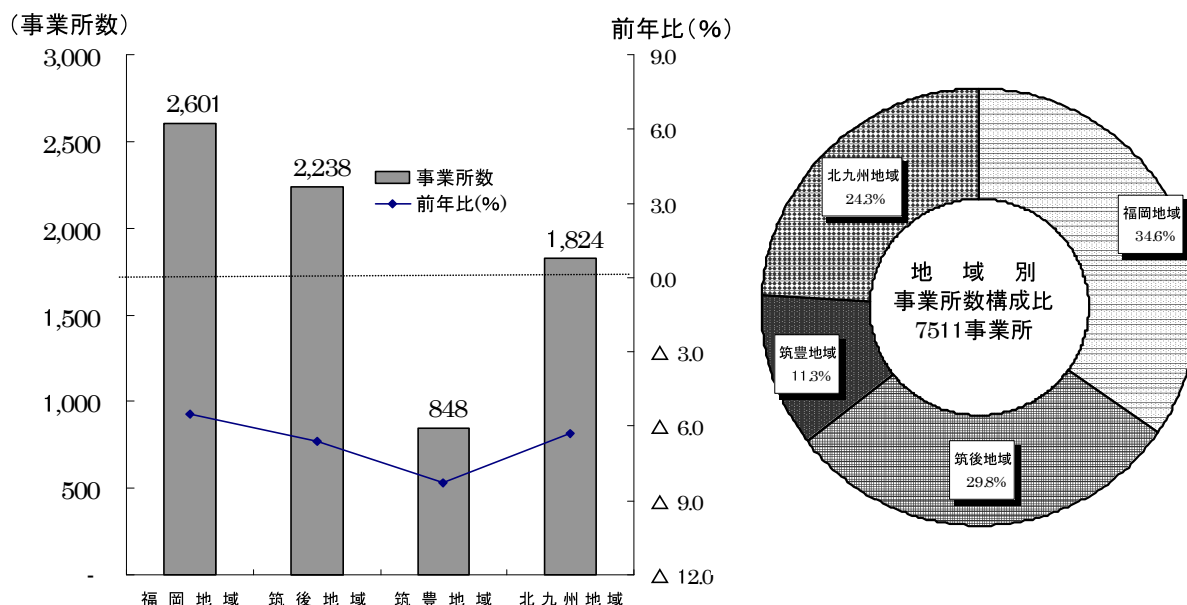 (事業所数)
前年比(%)
3,000
2,500
2,000
1,500
1,000
500
-
2,601
2,238
848
1,824
事業所数
前年比(%)
9.0
6.0
3.0
0.0
△ 3.0
△ 6.0
△ 9.0
△ 12.0
福岡地域
筑後地域
筑豊地域
北九州地域
北九州地域
24.3%
福岡地域
34.6%
筑豊地域
11.3%
筑後地域
29.8%
地域別
事業所数構成比
7511事業所